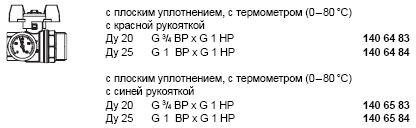 с плоским уплотнением, с термометром (0–80 °C)
с красной рукояткой
Ду 20 G ¾ ВР x G 1 НР 140 64 83
Ду 25 G 1 ВР x G 1 НР 140 64 84
с плоским уплотнением, с термометром (0–80 °C)
с синей рукояткой
Ду 20 G ¾ ВР x G 1 НР 140 65 83
Ду 25 G 1 ВР x G 1 НР 140 65 84